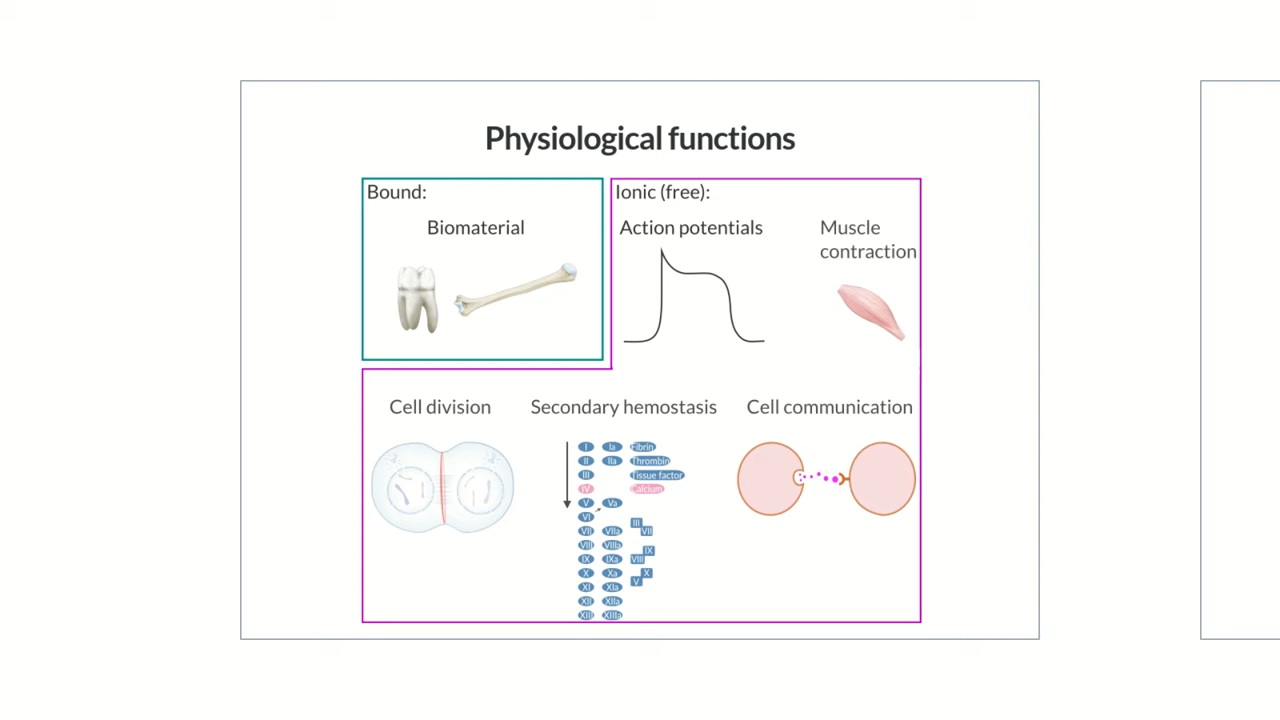 Physiological functions
Bound:
Ionic (free):
Biomaterial
Action potentials
Muscle
contraction
Cell division
Secondary hemostasis
Cell communication
I Ia Fibrin
II IIa Thrombin
III Tissue factor
IV Calcium
V Va
VI
III
VII VIIa VII
VIII VIIIa IX
IX IXa VIII
X Xa X
V
XI XIa
XII XIIa
XIII XIIIa